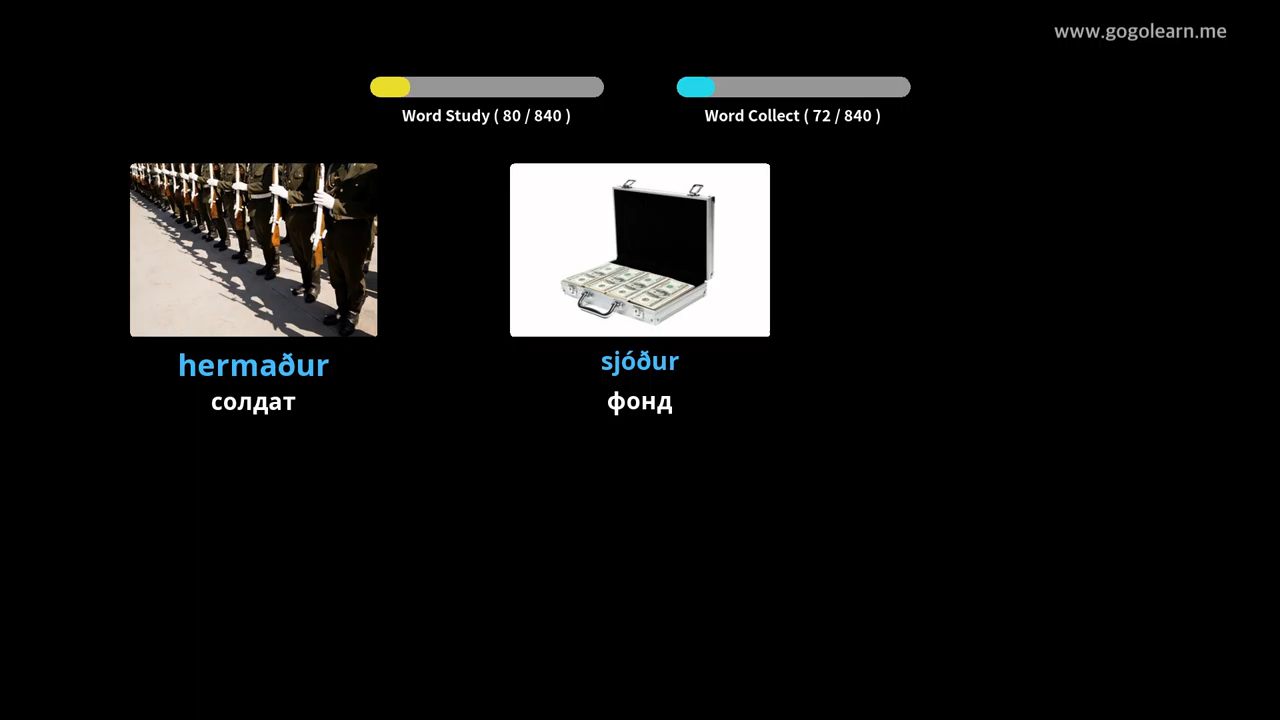 www.gogolearn.me
Word Study ( 80 / 840 )
Word Collect ( 72 / 840 )
hermaður
солдат
sjóður
фонд